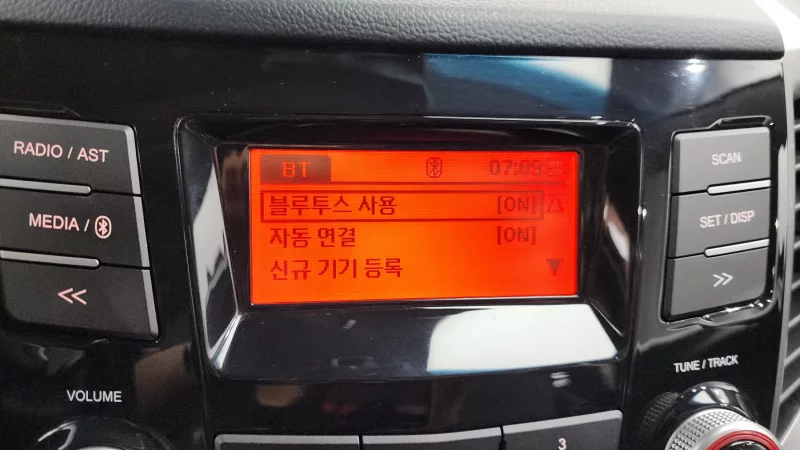 RADIO / AST
MEDIA /
<<
BT 07:09
블루투스 사용 [ON]
자동 연결 [ON]
신규 기기 등록
SCAN
SET / DISP
>>
VOLUME
TUNE / TRACK
3